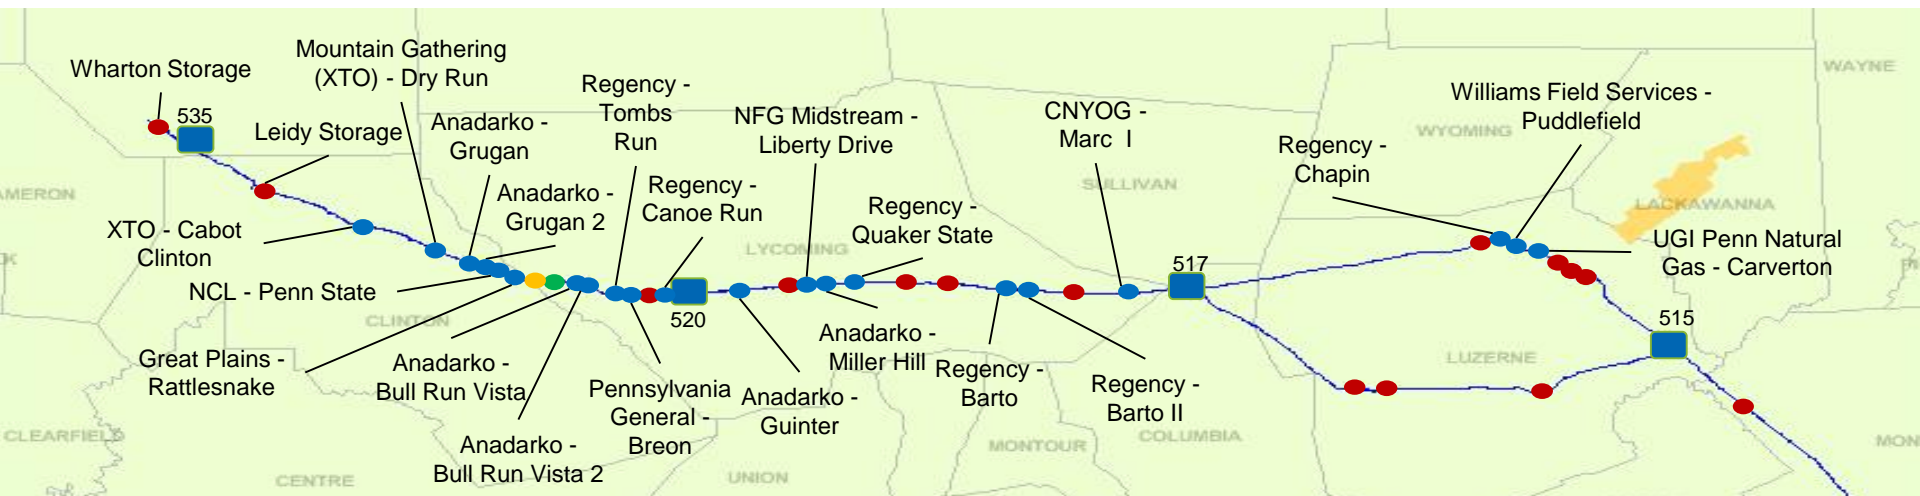 Wharton Storage
535
Mountain Gathering
(XTO) - Dry Run
Leidy Storage
Anadarko -
Grugan
Anadarko -
Grugan 2
Regency -
Tombs
Run
Regency -
Canoe Run
NFG Midstream -
Liberty Drive
Regency -
Quaker State
CNYOG -
Marc I
Regency -
Chapin
Williams Field Services -
Puddlefield
UGI Penn Natural
Gas - Carverton
XTO - Cabot
Clinton
NCL - Penn State
Great Plains -
Rattlesnake
Anadarko -
Bull Run Vista
Anadarko -
Bull Run Vista 2
Pennsylvania
General -
Breon
520
Anadarko -
Guinter
Anadarko -
Miller Hill
Regency -
Barto
Regency -
Barto II
517
515
WAYNE
WYOMING
SULLIVAN
LACKAWANNA
AMERON
LYCOMING
CLINTON
LUZERNE
CLEARFIELD
CENTRE
UNION
MONTOUR
COLUMBIA
MON